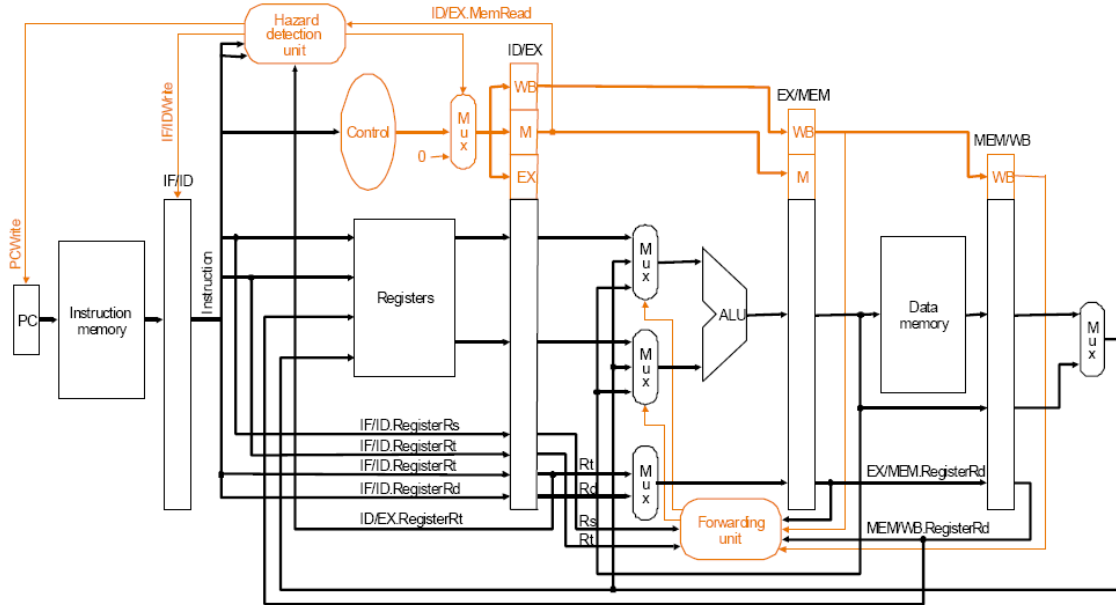 Hazard
detection
unit
ID/EX.MemRead
ID/EX
WB
M
EX
Control
M
u
x
0
IF/IDWrite
PCWrite
IF/ID
EX/MEM
WB
M
MEM/WB
WB
PC
Instruction
memory
Instruction
Registers
M
u
x
M
u
x
ALU
Data
memory
M
u
x
IF/ID.RegisterRs
IF/ID.RegisterRt
IF/ID.RegisterRt
IF/ID.RegisterRd
ID/EX.RegisterRt
Rt
Rd
M
u
x
Rs
Rt
Forwarding
unit
EX/MEM.RegisterRd
MEM/WB.RegisterRd